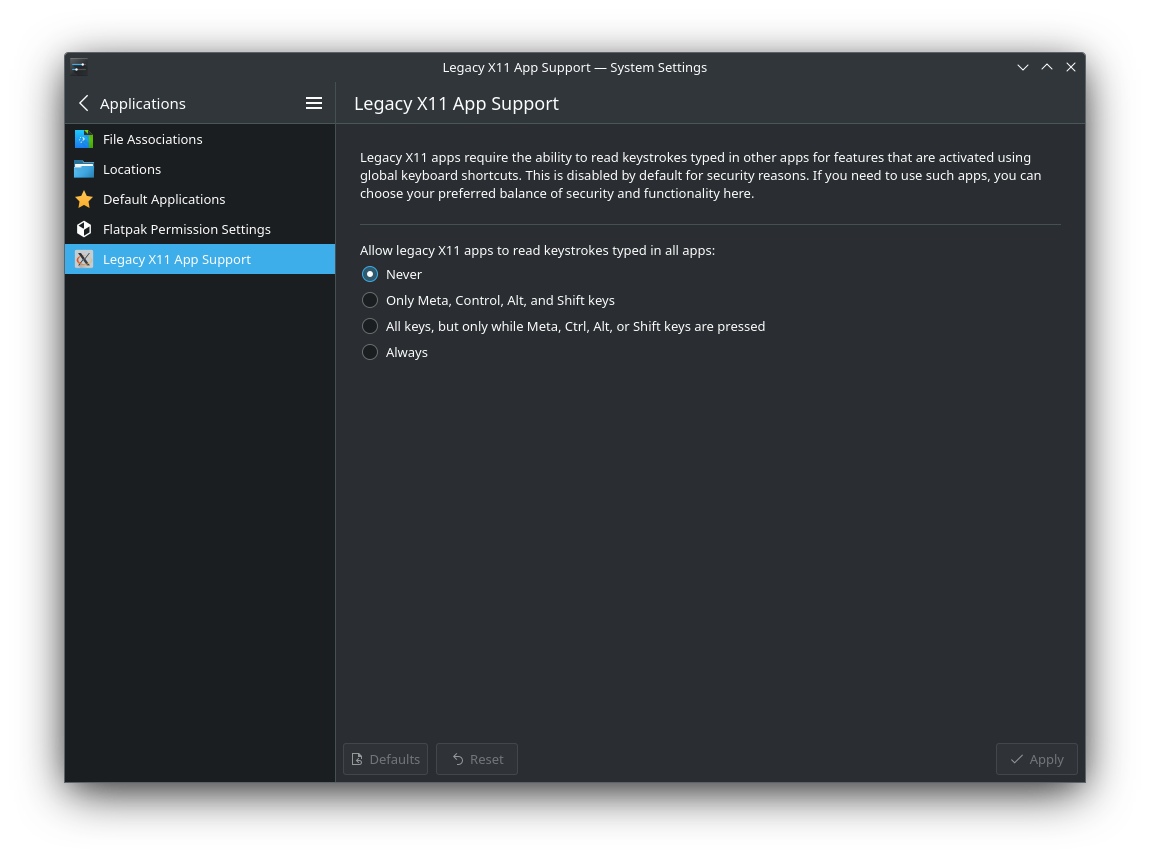 Legacy X11 App Support — System Settings
Applications
Legacy X11 App Support
File Associations
Locations
Default Applications
Flatpak Permission Settings
Legacy X11 App Support
Legacy X11 apps require the ability to read keystrokes typed in other apps for features that are activated using
global keyboard shortcuts. This is disabled by default for security reasons. If you need to use such apps, you can
choose your preferred balance of security and functionality here.
Allow legacy X11 apps to read keystrokes typed in all apps:
Never
Only Meta, Control, Alt, and Shift keys
All keys, but only while Meta, Ctrl, Alt, or Shift keys are pressed
Always
Defaults
Reset
Apply